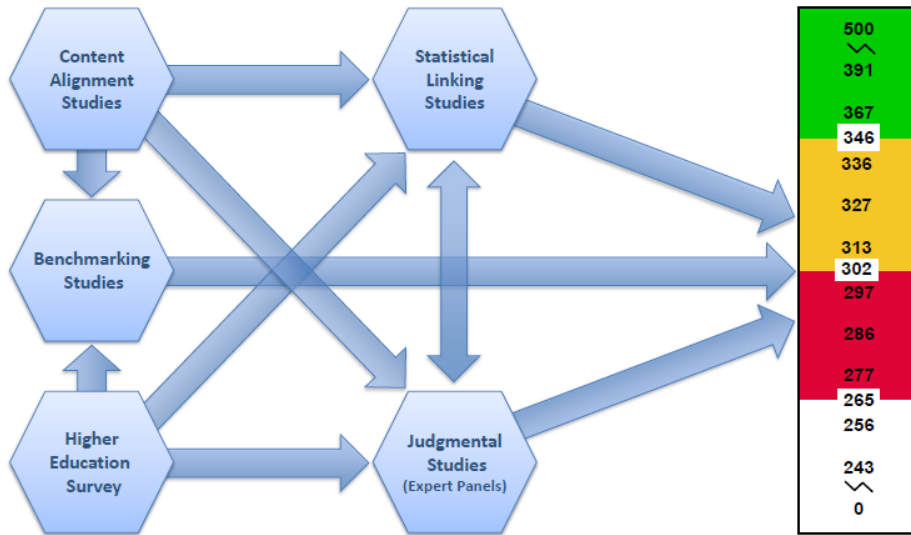 Content
Alignment
Studies
Statistical
Linking
Studies
Benchmarking
Studies
Higher
Education
Survey
Judgmental
Studies
(Expert Panels)
500
391
367
346
336
327
313
302
297
286
277
265
256
243
0